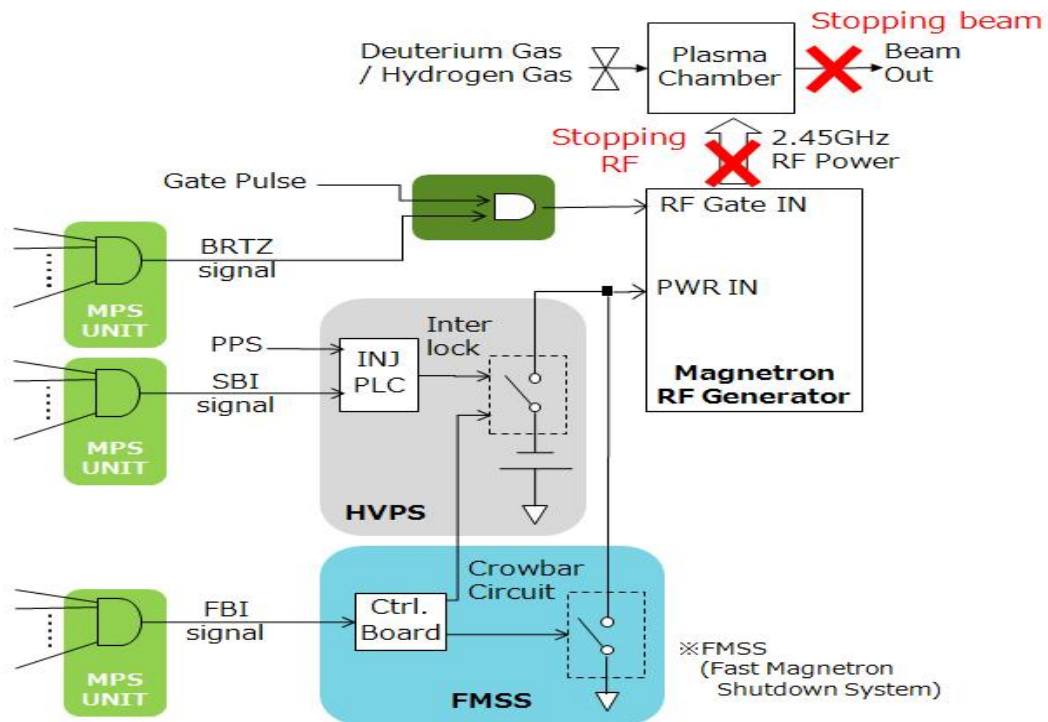 Stopping beam
Deuterium Gas
/ Hydrogen Gas
Plasma
Chamber
Beam
Out
Stopping
RF
2.45GHz
RF Power
Gate Pulse
RF Gate IN
BRTZ
signal
MPS
UNIT
PWR IN
Inter
lock
PPS
INJ
PLC
SBI
signal
Magnetron
RF Generator
MPS
UNIT
HVPS
Crowbar
Circuit
FBI
signal
Ctrl.
Board
MPS
UNIT
FMSS
※FMSS
(Fast Magnetron
Shutdown System)